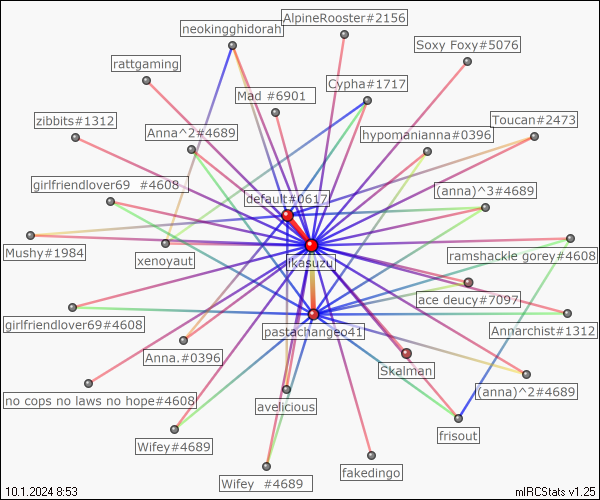 AlpineRooster#2156
neokingghidorah
Soxy Foxy#5076
rattgaming
Cypha#1717
Mad #6901
zibbits#1312
Toucan#2473
Anna^2#4689
hypomanianna#0396
girlfriendlover69 #4608
(anna)^3#4689
default#0617
Mushy#1984
xenoyaut
ikasuzu
ramshackle gorey#4608
ace deucy#7097
girlfriendlover69#4608
pastachangeo41
Annarchist#1312
Anna.#0396
Skalman
no cops no laws no hope#4608
(anna)^2#4689
avelicious
frisout
Wifey#4689
fakedingo
Wifey #4689
10.1.2024 8:53
mIRCStats v1.25